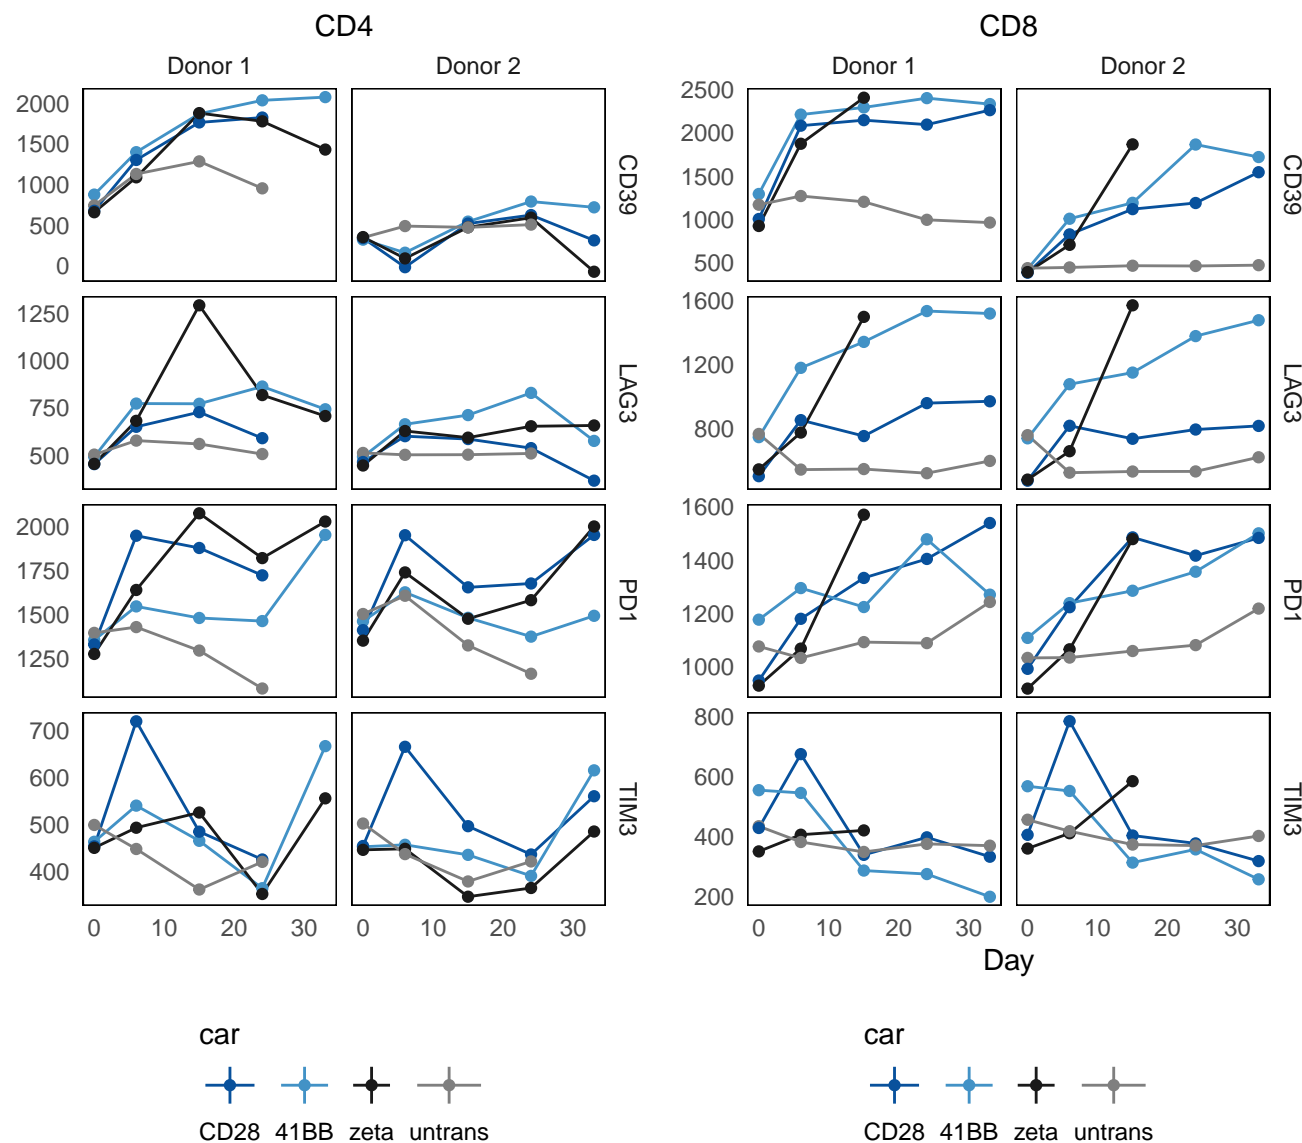 CD4
CD8
Donor 1
Donor 2
Donor 1
Donor 2
2000
1500
1000
500
0
CD39
2500
2000
1500
1000
500
CD39
1250
1000
750
500
LAG3
1600
1200
800
LAG3
2000
1750
1500
1250
PD1
1600
1400
1200
1000
PD1
700
600
500
400
TIM3
800
600
400
200
TIM3
0 10 20 30 0 10 20 30
0 10 20 30 0 10 20 30
Day
car
CD28 41BB zeta untrans
car
CD28 41BB zeta untrans